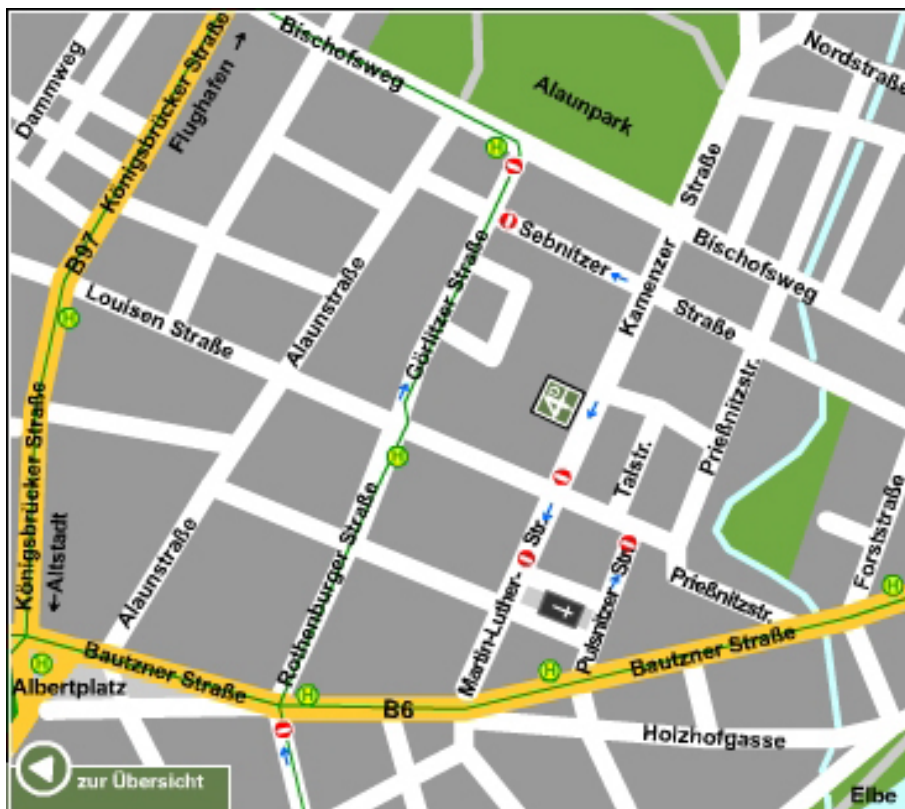 Bischofsweg
Nordstraße
Dammweg
Königsbrücker Straße
Flughafen
Alaunpark
Straße
Sebnitzer
Görlitzer Straße
Kamenzer
Bischofsweg
B97
Louisen Straße
Alaunstraße
Straße
H
H
H
Königsbrücker Straße
Prießnitzstr.
Talstr.
Rothenburger Straße
Altstadt
Alaunstraße
Str.
Martin-Luther-
Pulsnitzer Str.
Prießnitzstr.
Forststraße
H
Bautzner Straße
Bautzner Straße
H
H
H
Albertplatz
B6
Holzhofgasse
zur Übersicht
Elbe